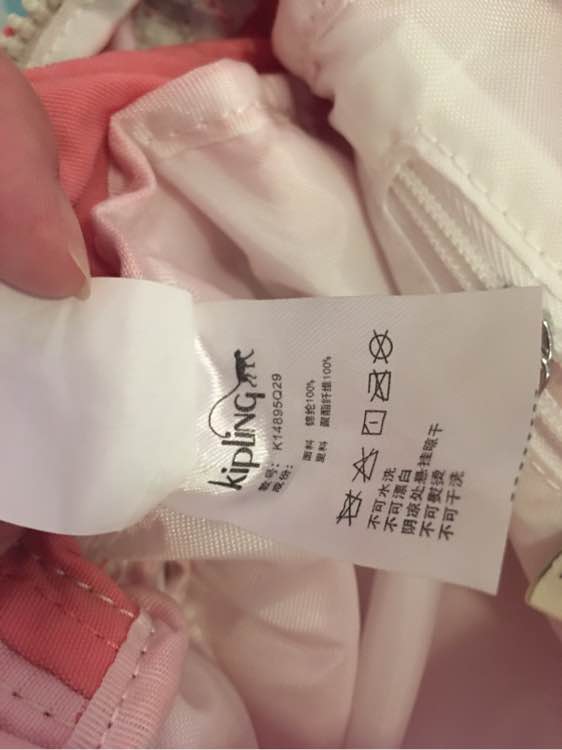 kipling
款号: K14895Q29
身份:
面料 锦纶100%
里料 聚酯纤维100%
不可水洗
不可漂白
阴凉处悬挂晾干
不可熨烫
不可干洗